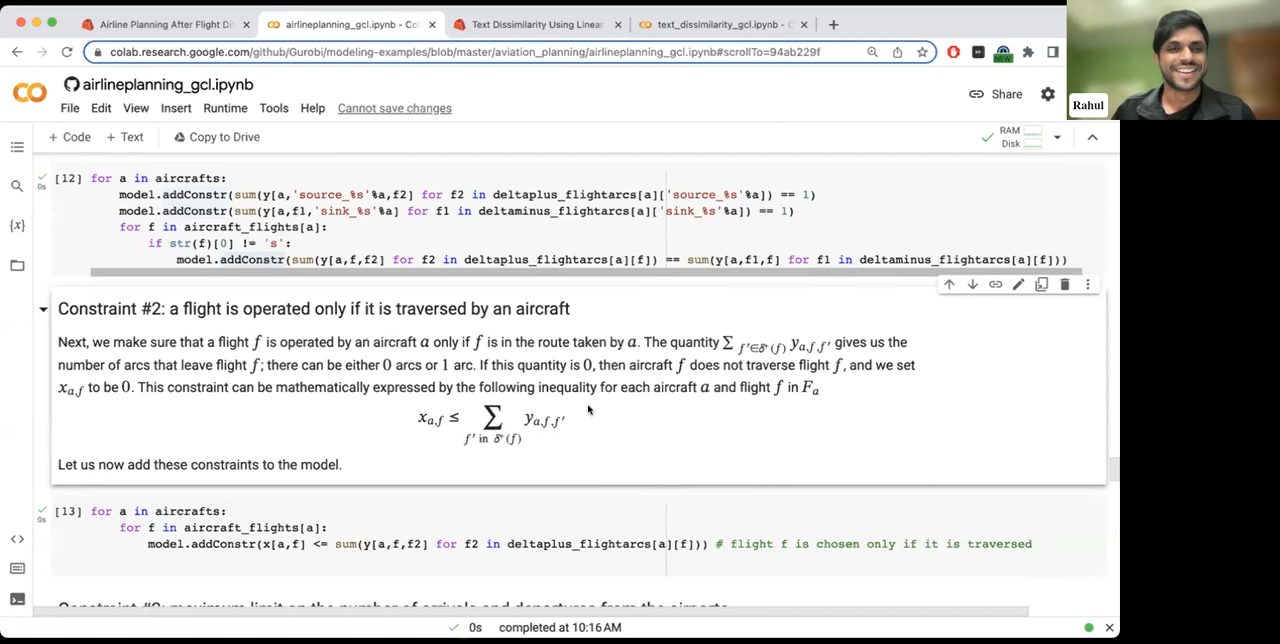 Airline Planning After Flight Di
airlineplanning_gcl.ipynb - Col
Text Dissimilarity Using Linear
text_dissimilarity_gcl.ipynb - C
colab.research.google.com/github/Gurobi/modeling-examples/blob/master/aviation_planning/airlineplanning_gcl.ipynb#scrollTo=94ab229f
NEW
Rahul
CO
airlineplanning_gcl.ipynb
File Edit View Insert Runtime Tools Help Cannot save changes
Share
+ Code + Text Copy to Drive
RAM
Disk
[12] for a in aircrafts:
0s
model.addConstr(sum(y[a,'source_%s'%a,f2] for f2 in deltaplus_flightarcs[a]['source_%s'%a]) == 1)
model.addConstr(sum(y[a,f1,'sink_%s'%a] for f1 in deltaminus_flightarcs[a]['sink_%s'%a]) == 1)
for f in aircraft_flights[a]:
if str(f)[0] != 's':
model.addConstr(sum(y[a,f,f2] for f2 in deltaplus_flightarcs[a][f]) == sum(y[a,f1,f] for f1 in deltaminus_flightarcs[a][f]))
Constraint #2: a flight is operated only if it is traversed by an aircraft
Next, we make sure that a flight f is operated by an aircraft a only if f is in the route taken by a. The quantity ∑ f'∈δ⁺(f) y_a,f,f' gives us the
number of arcs that leave flight f; there can be either 0 arcs or 1 arc. If this quantity is 0, then aircraft f does not traverse flight f, and we set
x_a,f to be 0. This constraint can be mathematically expressed by the following inequality for each aircraft a and flight f in F_a
x_a,f ≤ ∑ y_a,f,f'
f' in δ⁺(f)
Let us now add these constraints to the model.
[13] for a in aircrafts:
0s
for f in aircraft_flights[a]:
model.addConstr(x[a,f] <= sum(y[a,f,f2] for f2 in deltaplus_flightarcs[a][f])) # flight f is chosen only if it is traversed
0s completed at 10:16 AM